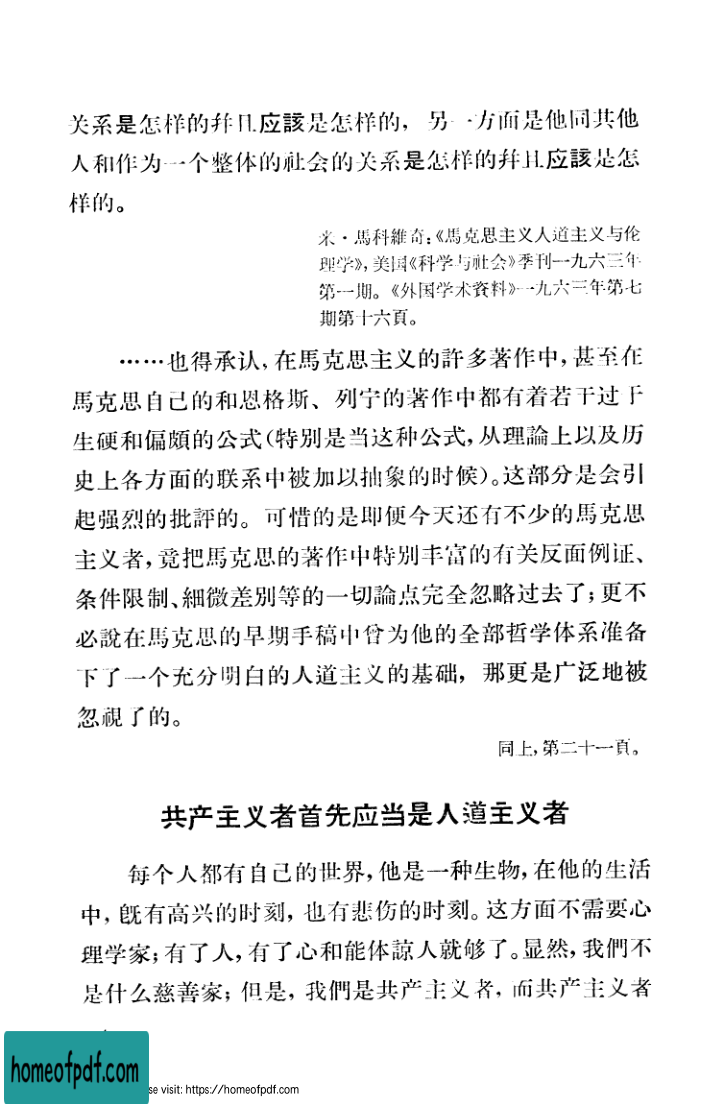 关系是怎样的幷且应該是怎样的，另一方面是他同其他
人和作为一个整体的社会的关系是怎样的幷且应該是怎
样的。
米·馬科維奇：《馬克思主义人道主义与伦
理学》，美国《科学与社会》季刊一九六三年
第一期。《外国学术資料》一九六三年第七
期第十六頁。
……也得承认，在馬克思主义的許多著作中，甚至在
馬克思自己的和恩格斯、列宁的著作中都有着若干过于
生硬和偏頗的公式（特别是当这种公式，从理論上以及历
史上各方面的联系中被加以抽象的时候）。这部分是会引
起强烈的批評的。可惜的是即便今天还有不少的馬克思
主义者，竟把馬克思的著作中特别丰富的有关反面例证、
条件限制、細微差别等的一切論点完全忽略过去了；更不
必說在馬克思的早期手稿中曾为他的全部哲学体系准备
下了一个充分明白的人道主义的基础，那更是广泛地被
忽視了的。
同上，第二十一頁。
共产主义者首先应当是人道主义者
每个人都有自己的世界，他是一种生物，在他的生活
中，旣有高兴的时刻，也有悲伤的时刻。这方面不需要心
理学家；有了人，有了心和能体諒人就够了。显然，我們不
是什么慈善家；但是，我們是共产主义者，而共产主义者
homeofpdf.com
se visit: https://homeofpdf.com